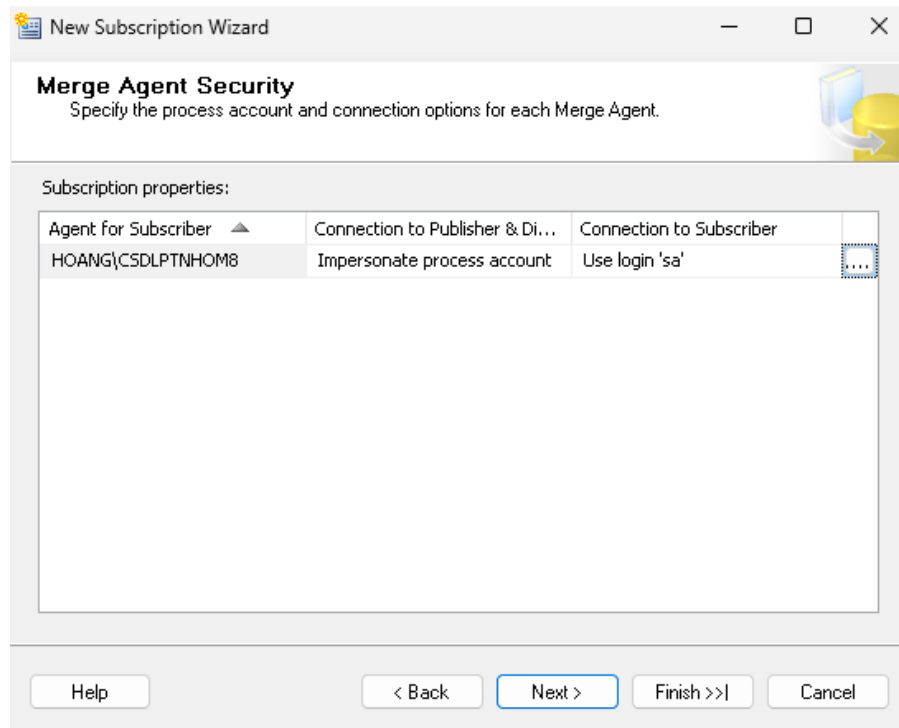 New Subscription Wizard
Merge Agent Security
Specify the process account and connection options for each Merge Agent.
Subscription properties:
Agent for Subscriber Connection to Publisher & Di... Connection to Subscriber
HOANG\CSDLPTNHOM8 Impersonate process account Use login 'sa' ...
Help < Back Next > Finish >>| Cancel